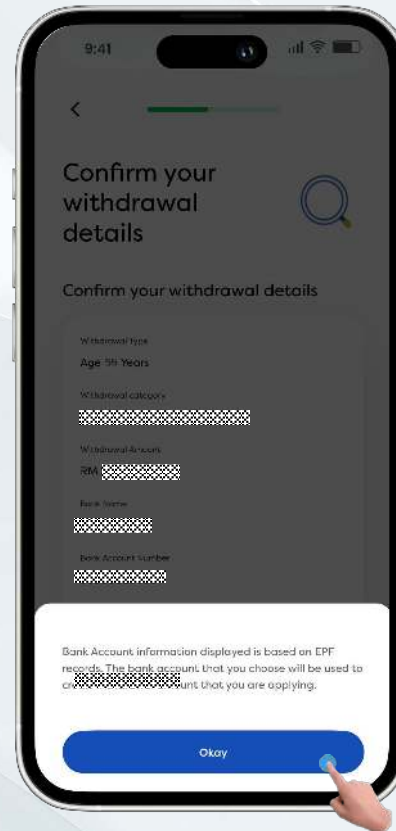 9:41
Confirm your
withdrawal
details
Confirm your withdrawal details
Withdrawal type
Age 55 Years
Withdrawal category
Withdrawal Amount
RM
Bank Name
Bank Account Number
Bank Account information displayed is based on EPF
records. The bank account that you choose will be used to
that you are applying.
Okay